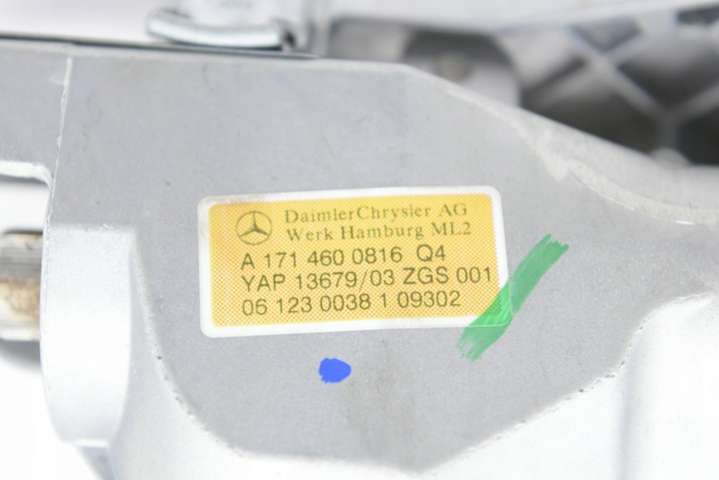 DaimlerChrysler AG
Werk Hamburg ML2
A 171 460 0816 Q4
YAP 13679/03 ZGS 001
06 123 0038 1 09302